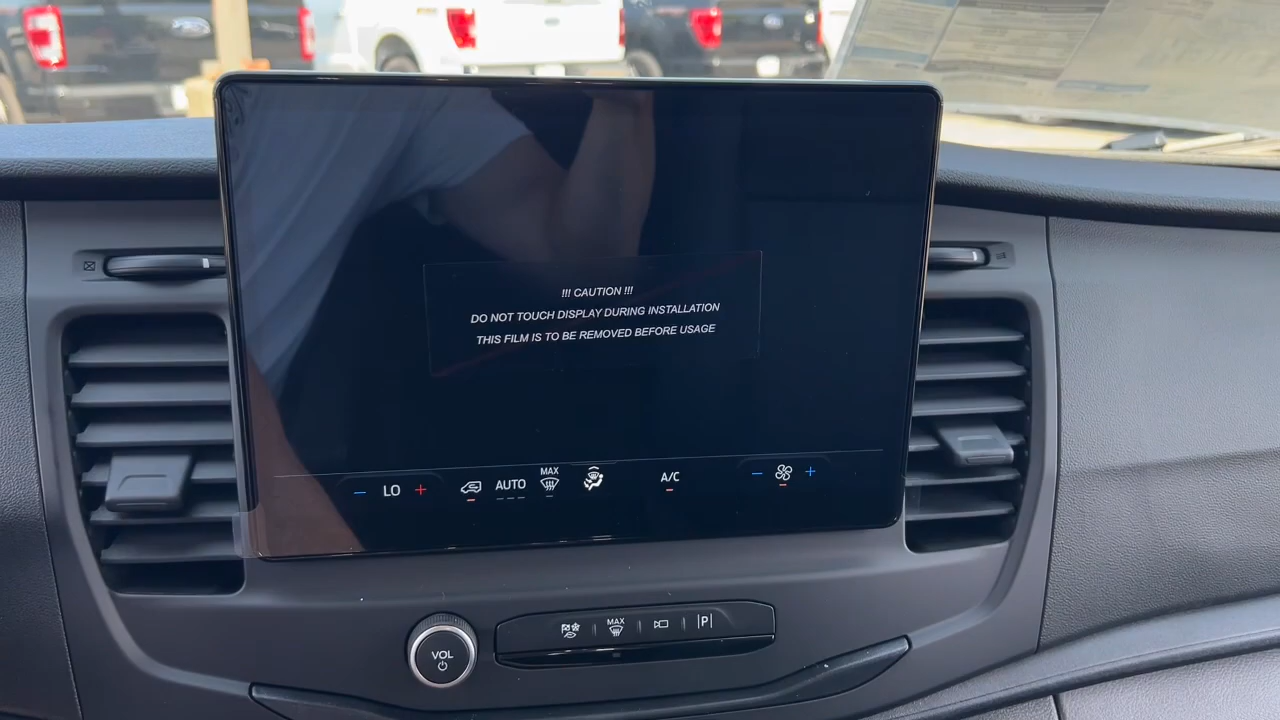 !!! CAUTION !!!
DO NOT TOUCH DISPLAY DURING INSTALLATION
THIS FILM IS TO BE REMOVED BEFORE USAGE
LO
AUTO
MAX
A/C
VOL
MAX
P